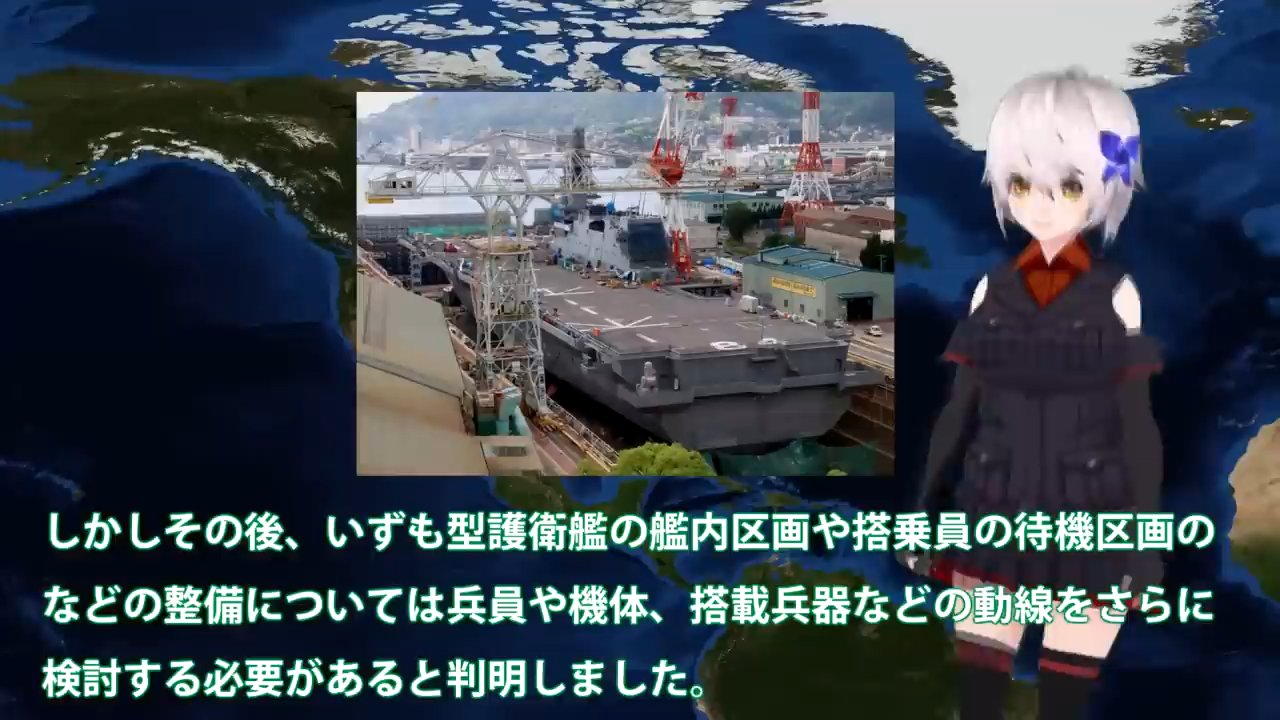 しかしその後、いずも型護衛艦の艦内区画や搭乗員の待機区画の
などの整備については兵員や機体、搭載兵器などの動線をさらに
検討する必要があると判明しました。